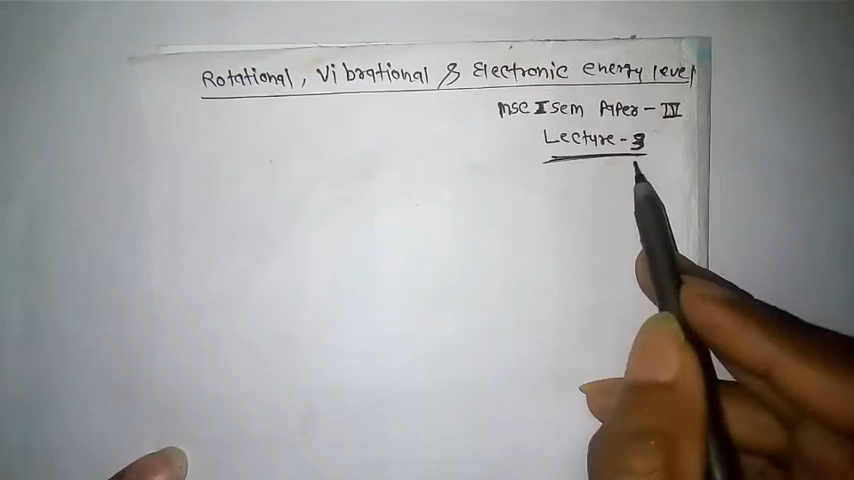 Rotational, Vibrational & Electronic energy level
MSC I sem Paper - IV
Lecture - 3